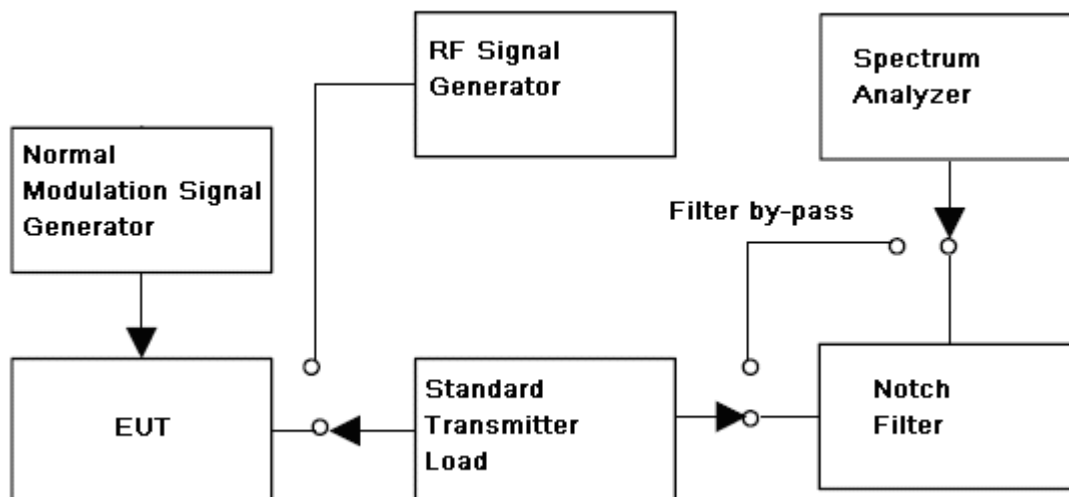 RF Signal
Generator
Spectrum
Analyzer
Normal
Modulation Signal
Generator
Filter by-pass
EUT
Standard
Transmitter
Load
Notch
Filter